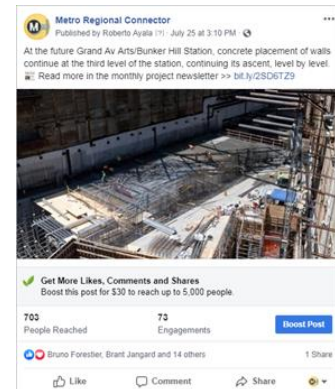 Metro Regional Connector
Published by Roberto Ayala [?] · July 25 at 3:10 PM ·
At the future Grand Av Arts/Bunker Hill Station, concrete placement of walls
continue at the third level of the station, continuing its ascent, level by level.
Read more in the monthly project newsletter >> bit.ly/2SD6TZ9
Get More Likes, Comments and Shares
Boost this post for $30 to reach up to 5,000 people.
703
People Reached
73
Engagements
Boost Post
Bruno Forestier, Brant Jangard and 14 others
1 Share
Like
Comment
Share